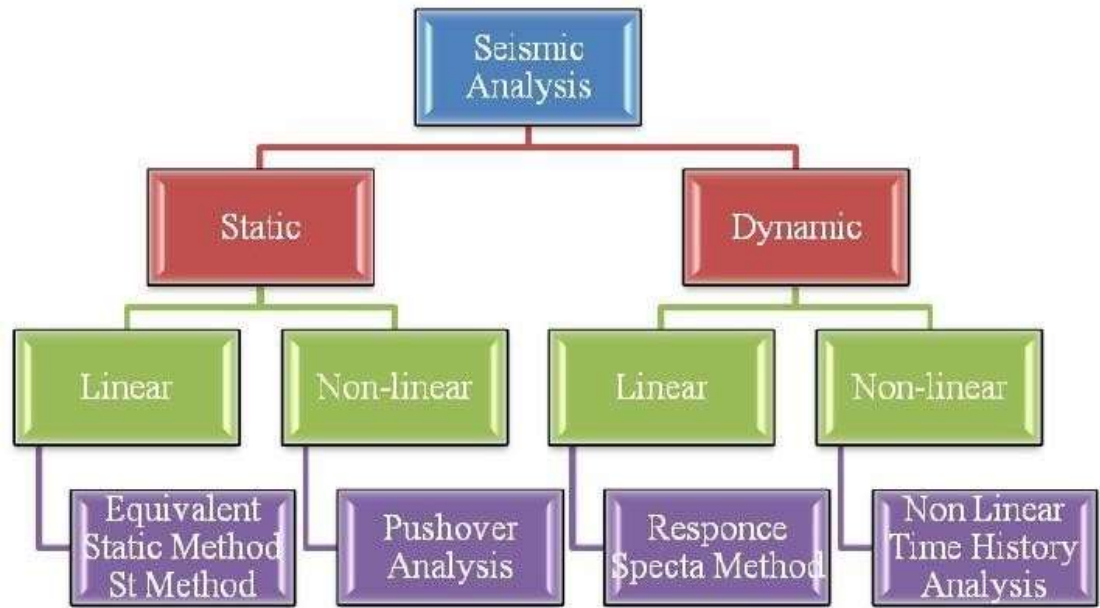 Seismic
Analysis
Static
Dynamic
Linear
Non-linear
Linear
Non-linear
Equivalent
Static Method
St Method
Pushover
Analysis
Responce
Specta Method
Non Linear
Time History
Analysis